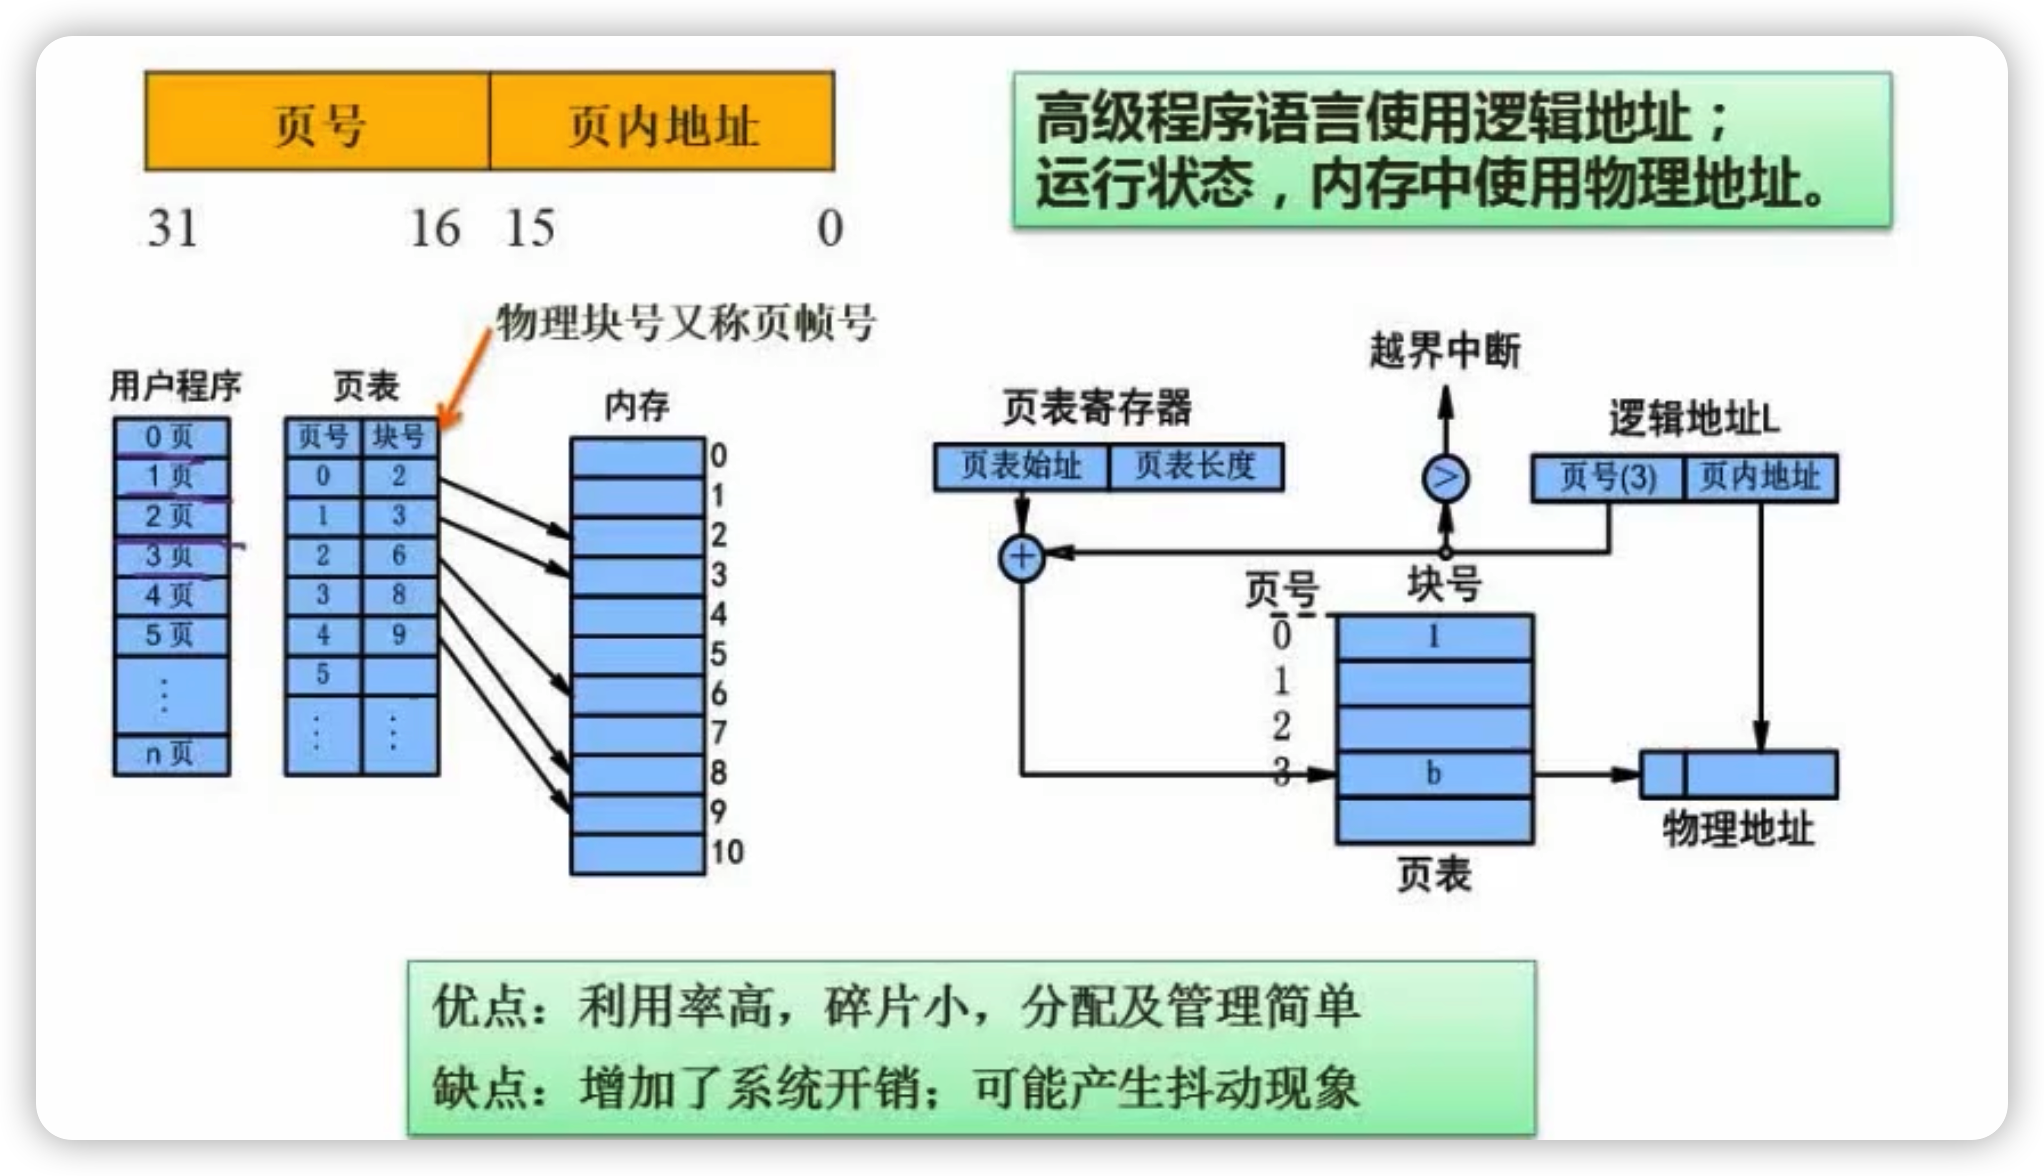 页号 页内地址
31 16 15 0
高级程序语言使用逻辑地址；
运行状态，内存中使用物理地址。
物理块号又称页帧号
用户程序
0 页
1 页
2 页
3 页
4 页
5 页
⋮
n 页
页表
页号 块号
0 2
1 3
2 6
3 8
4 9
5
⋮ ⋮
内存
0
1
2
3
4
5
6
7
8
9
10
越界中断
页表寄存器
页表始址 页表长度
>
逻辑地址L
页号(3) 页内地址
+
页号 块号
0 1
1
2
3 b
页表
物理地址
优点：利用率高，碎片小，分配及管理简单
缺点：增加了系统开销；可能产生抖动现象